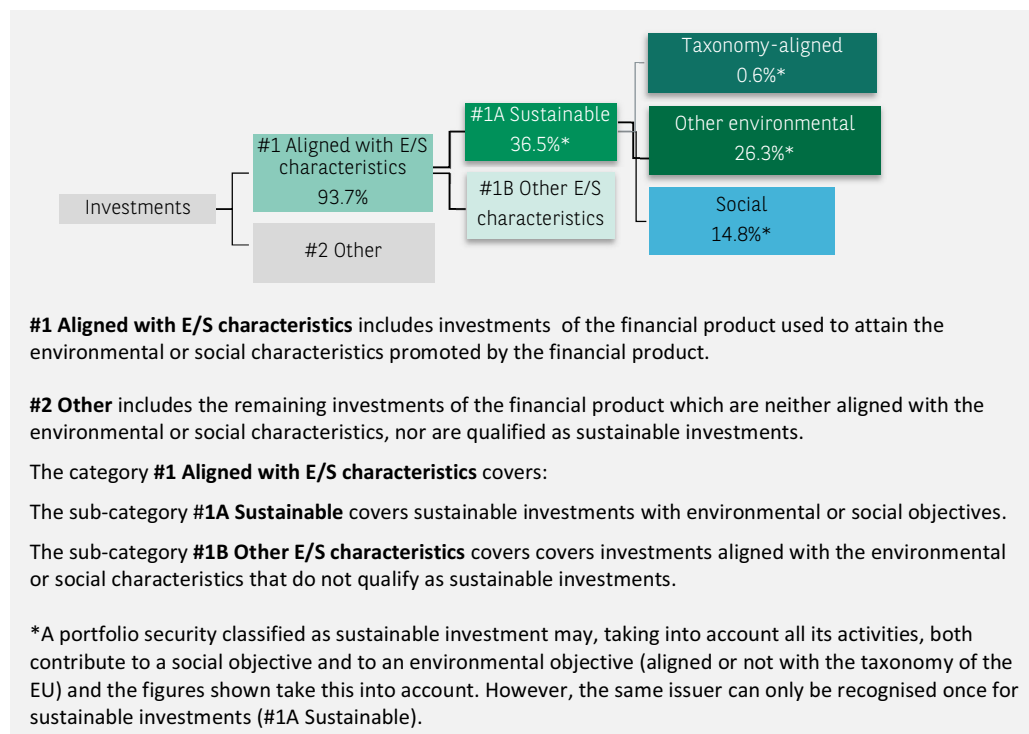 Taxonomy-aligned
0.6%*
#1A Sustainable
36.5%*
Other environmental
26.3%*
#1 Aligned with E/S
characteristics
93.7%
#1B Other E/S
characteristics
Investments
Social
14.8%*
#2 Other
#1 Aligned with E/S characteristics includes investments of the financial product used to attain the
environmental or social characteristics promoted by the financial product.
#2 Other includes the remaining investments of the financial product which are neither aligned with the
environmental or social characteristics, nor are qualified as sustainable investments.
The category #1 Aligned with E/S characteristics covers:
The sub-category #1A Sustainable covers sustainable investments with environmental or social objectives.
The sub-category #1B Other E/S characteristics covers covers investments aligned with the environmental
or social characteristics that do not qualify as sustainable investments.
*A portfolio security classified as sustainable investment may, taking into account all its activities, both
contribute to a social objective and to an environmental objective (aligned or not with the taxonomy of the
EU) and the figures shown take this into account. However, the same issuer can only be recognised once for
sustainable investments (#1A Sustainable).